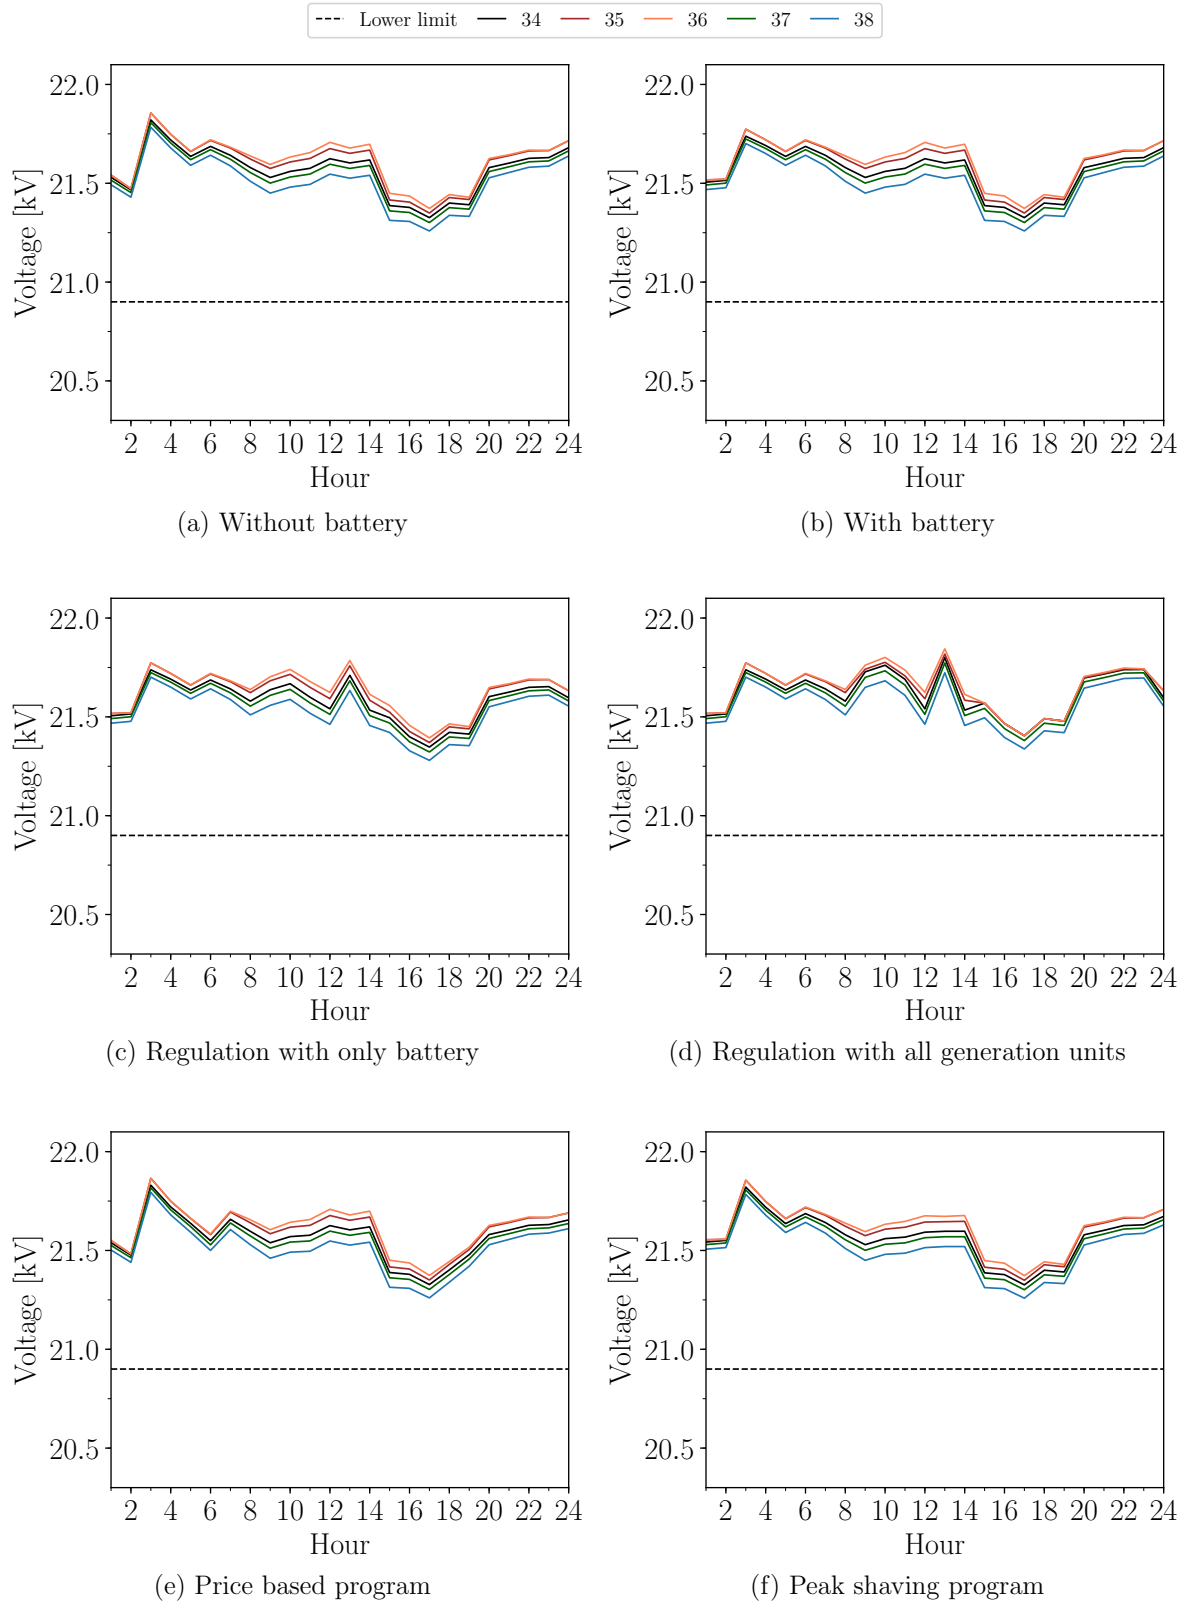 Lower limit 34 35 36 37 38
22.0 21.5 21.0 20.5
Voltage [kV]
2 4 6 8 10 12 14 16 18 20 22 24
Hour
(a) Without battery
22.0 21.5 21.0 20.5
Voltage [kV]
2 4 6 8 10 12 14 16 18 20 22 24
Hour
(b) With battery
22.0 21.5 21.0 20.5
Voltage [kV]
2 4 6 8 10 12 14 16 18 20 22 24
Hour
(c) Regulation with only battery
22.0 21.5 21.0 20.5
Voltage [kV]
2 4 6 8 10 12 14 16 18 20 22 24
Hour
(d) Regulation with all generation units
22.0 21.5 21.0 20.5
Voltage [kV]
2 4 6 8 10 12 14 16 18 20 22 24
Hour
(e) Price based program
22.0 21.5 21.0 20.5
Voltage [kV]
2 4 6 8 10 12 14 16 18 20 22 24
Hour
(f) Peak shaving program